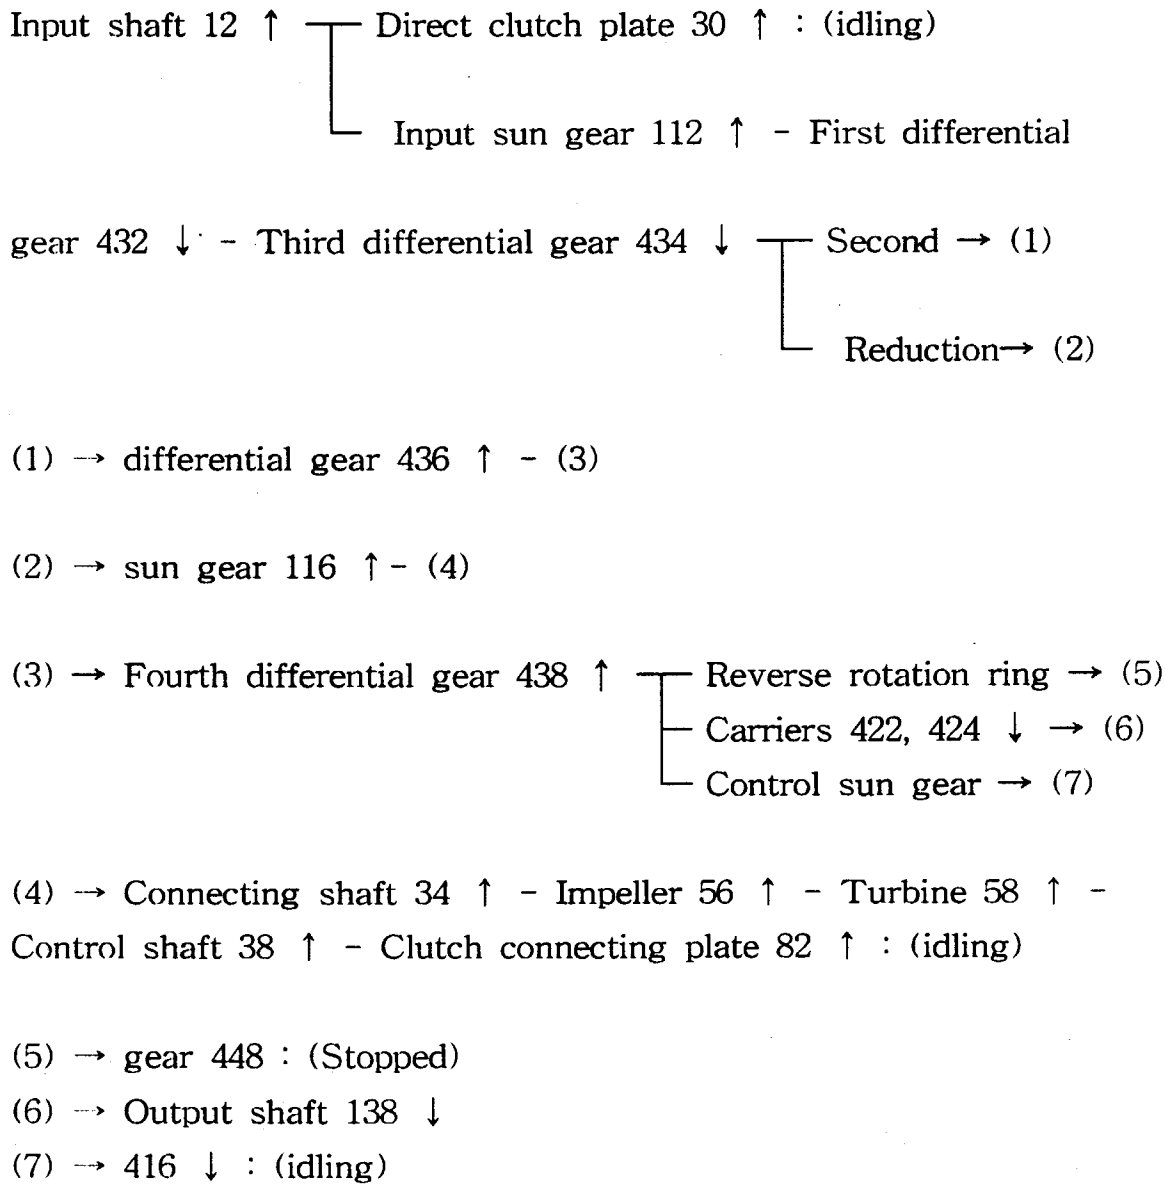 Input shaft 12 ↑ Direct clutch plate 30 ↑ : (idling)
Input sun gear 112 ↑ - First differential
gear 432 ↓ - Third differential gear 434 ↓ Second → (1)
Reduction→ (2)
(1) → differential gear 436 ↑ - (3)
(2) → sun gear 116 ↑ - (4)
(3) → Fourth differential gear 438 ↑ Reverse rotation ring → (5)
Carriers 422, 424 ↓ → (6)
Control sun gear → (7)
(4) → Connecting shaft 34 ↑ - Impeller 56 ↑ - Turbine 58 ↑ -
Control shaft 38 ↑ - Clutch connecting plate 82 ↑ : (idling)
(5) → gear 448 : (Stopped)
(6) → Output shaft 138 ↓
(7) → 416 ↓ : (idling)